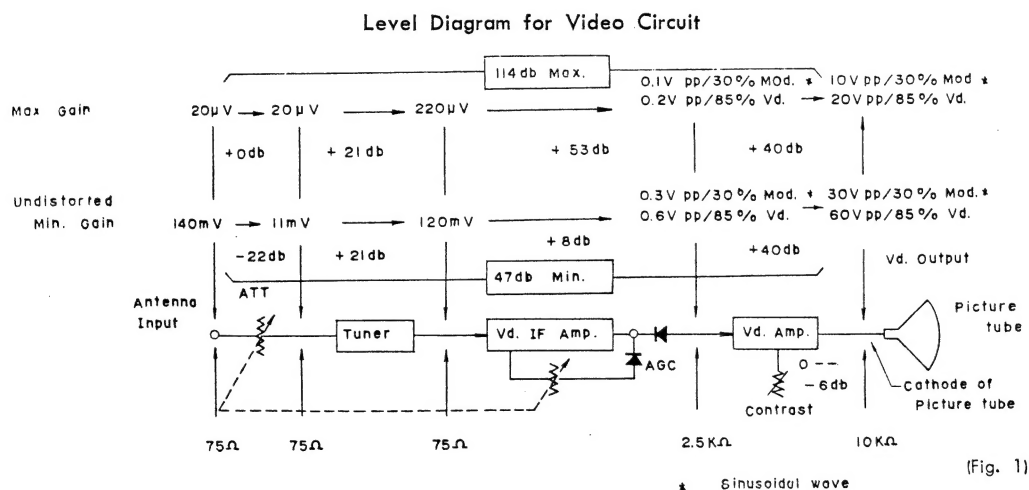 Level Diagram for Video Circuit
114db Max.
0.1V pp/30% Mod. * 10V pp/30% Mod *
Max Gain 20μV 20μV 220μV 0.2V pp/85% Vd. 20V pp/85% Vd.
+0db +21db +53db +40db
Undistorred
Min. Gain
0.3V pp/30% Mod. * 30V pp/30% Mod. *
140mV 11mV 120mV 0.6V pp/85% Vd. 60V pp/85% Vd.
-22db +21db +8db +40db
Vd. Output
47db Min.
Antenna
Input
ATT
Tuner
Vd. IF Amp.
AGC
Vd. Amp.
Picture
tube
0 ---
-6db
Contrast
Cathode of
Picture tube
75Ω 75Ω 75Ω 2.5KΩ 10KΩ
(Fig. 1)
* Sinusoidal wave